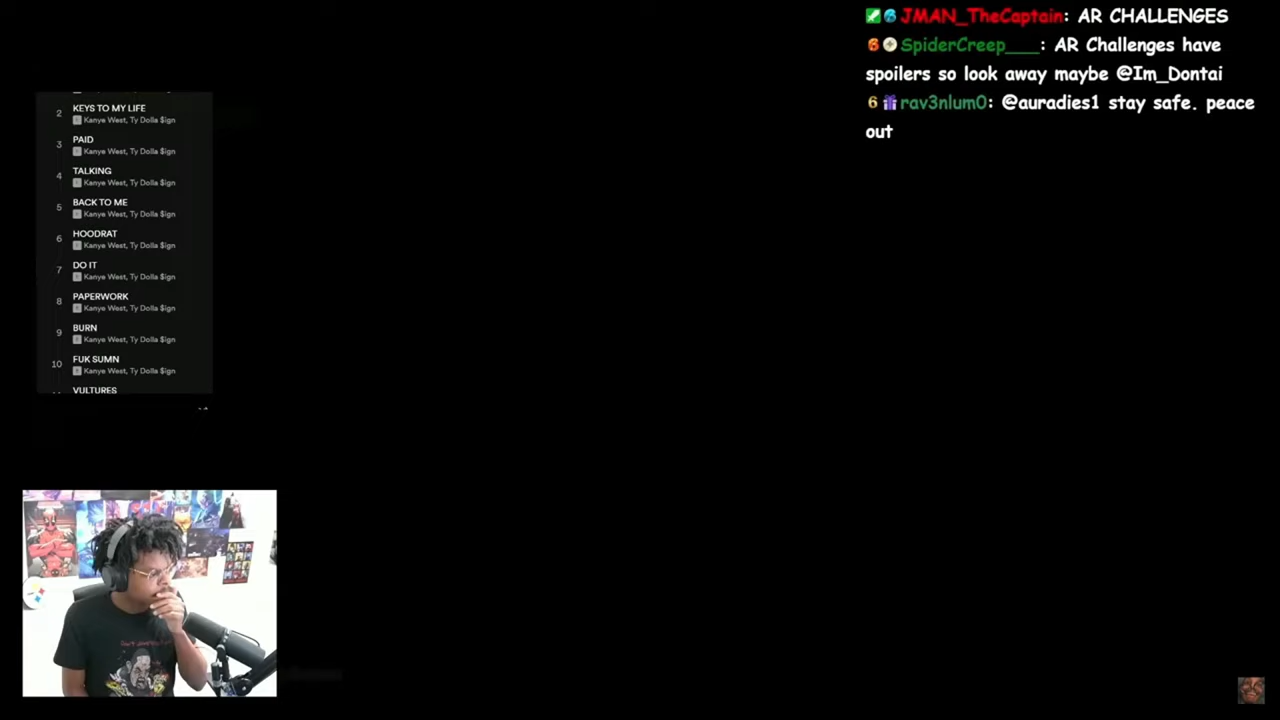 2 KEYS TO MY LIFE
Kanye West, Ty Dolla $ign
3 PAID
Kanye West, Ty Dolla $ign
4 TALKING
Kanye West, Ty Dolla $ign
5 BACK TO ME
Kanye West, Ty Dolla $ign
6 HOODRAT
Kanye West, Ty Dolla $ign
7 DO IT
Kanye West, Ty Dolla $ign
8 PAPERWORK
Kanye West, Ty Dolla $ign
9 BURN
Kanye West, Ty Dolla $ign
10 FUK SUMN
Kanye West, Ty Dolla $ign
VULTURES
JMAN_TheCaptain: AR CHALLENGES
SpiderCreep___: AR Challenges have
spoilers so look away maybe @Im_Dontai
6 rav3nlum0: @auradies1 stay safe. peace
out